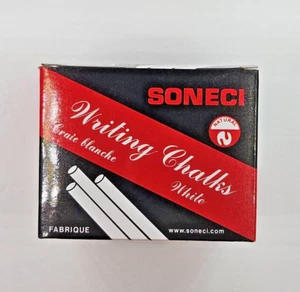 SONECI
NATURAL
Writing Chalks
Craie blanche
White
FABRIQUE
www.soneci.com